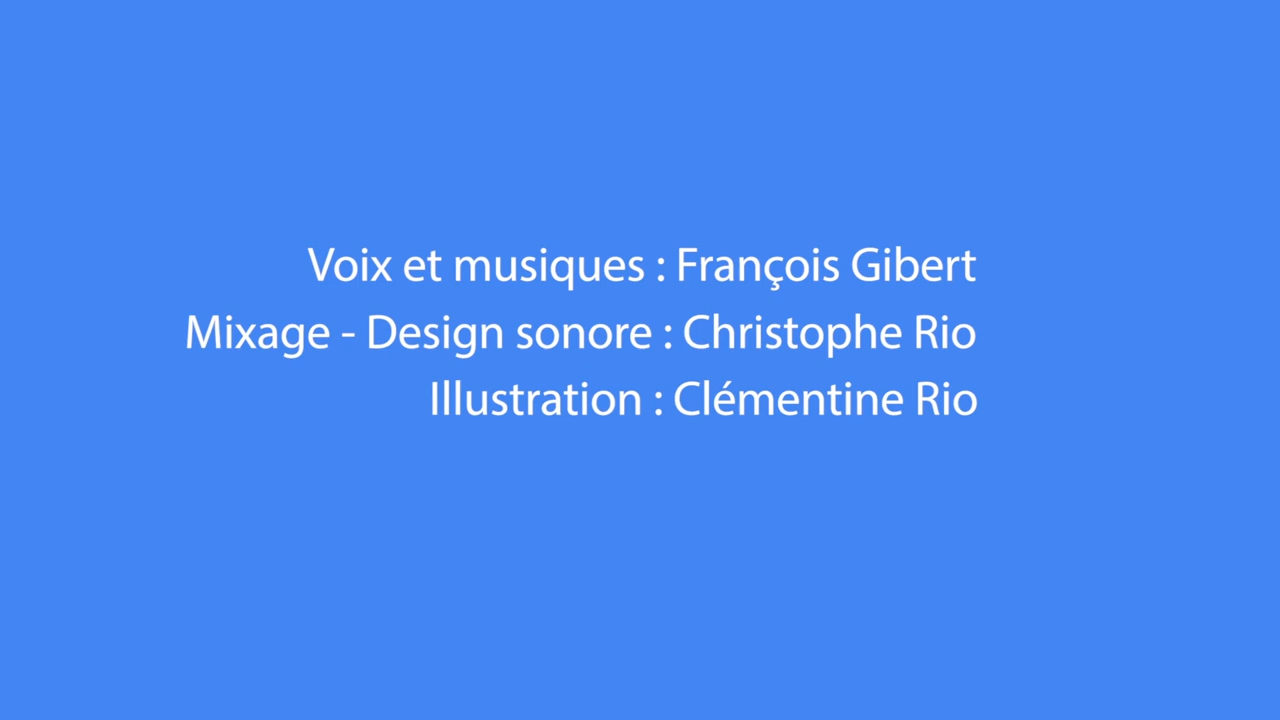 Voix et musiques : François Gibert
Mixage - Design sonore : Christophe Rio
Illustration : Clémentine Rio